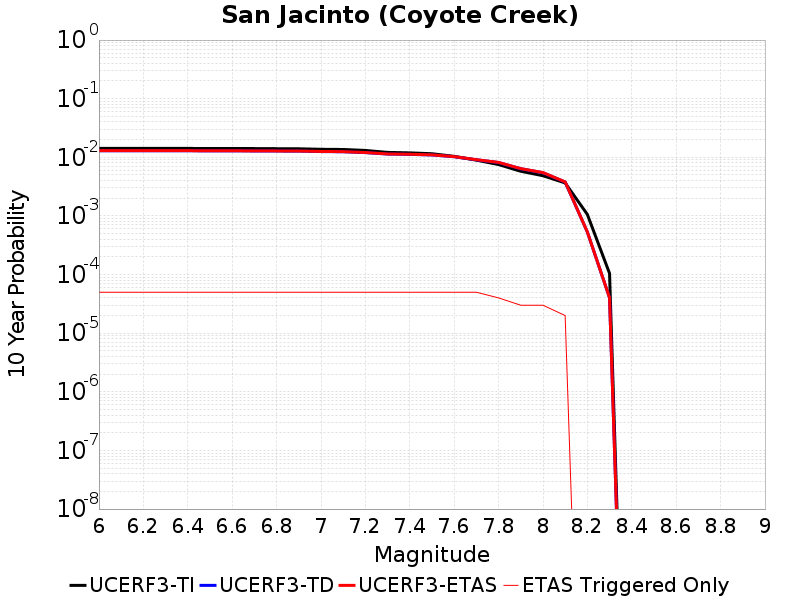 San Jacinto (Coyote Creek)
10^0
10^-1
10^-2
10^-3
10^-4
10^-5
10^-6
10^-7
10^-8
10 Year Probability
6 6.2 6.4 6.6 6.8 7 7.2 7.4 7.6 7.8 8 8.2 8.4 8.6 8.8 9
Magnitude
UCERF3-TI UCERF3-TD UCERF3-ETAS ETAS Triggered Only